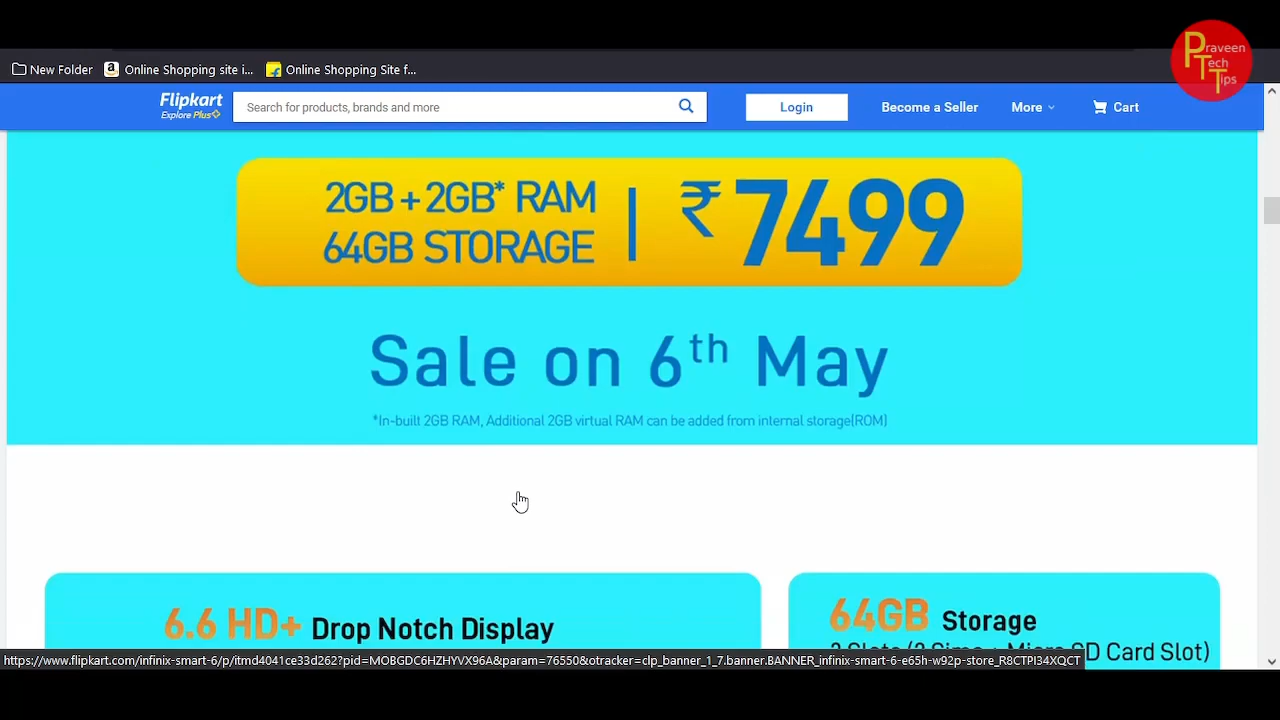 Praveen
Tech
Tips
New Folder
Online Shopping site i...
Online Shopping Site f...
Flipkart
Explore Plus
Search for products, brands and more
Login
Become a Seller
More
Cart
2GB + 2GB* RAM
64GB STORAGE
₹7499
Sale on 6th May
*In-built 2GB RAM, Additional 2GB virtual RAM can be added from internal storage(ROM)
6.6 HD+ Drop Notch Display
64GB Storage
D Card Slot)
https://www.flipkart.com/infinix-smart-6/p/itmd4041ce33d262?pid=MOBGDC6HZHYVX96A&param=76550&otracker=clp_banner_1_7.banner.BANNER_infinix-smart-6-e65h-w92p-store_R8CTPI34XQCT